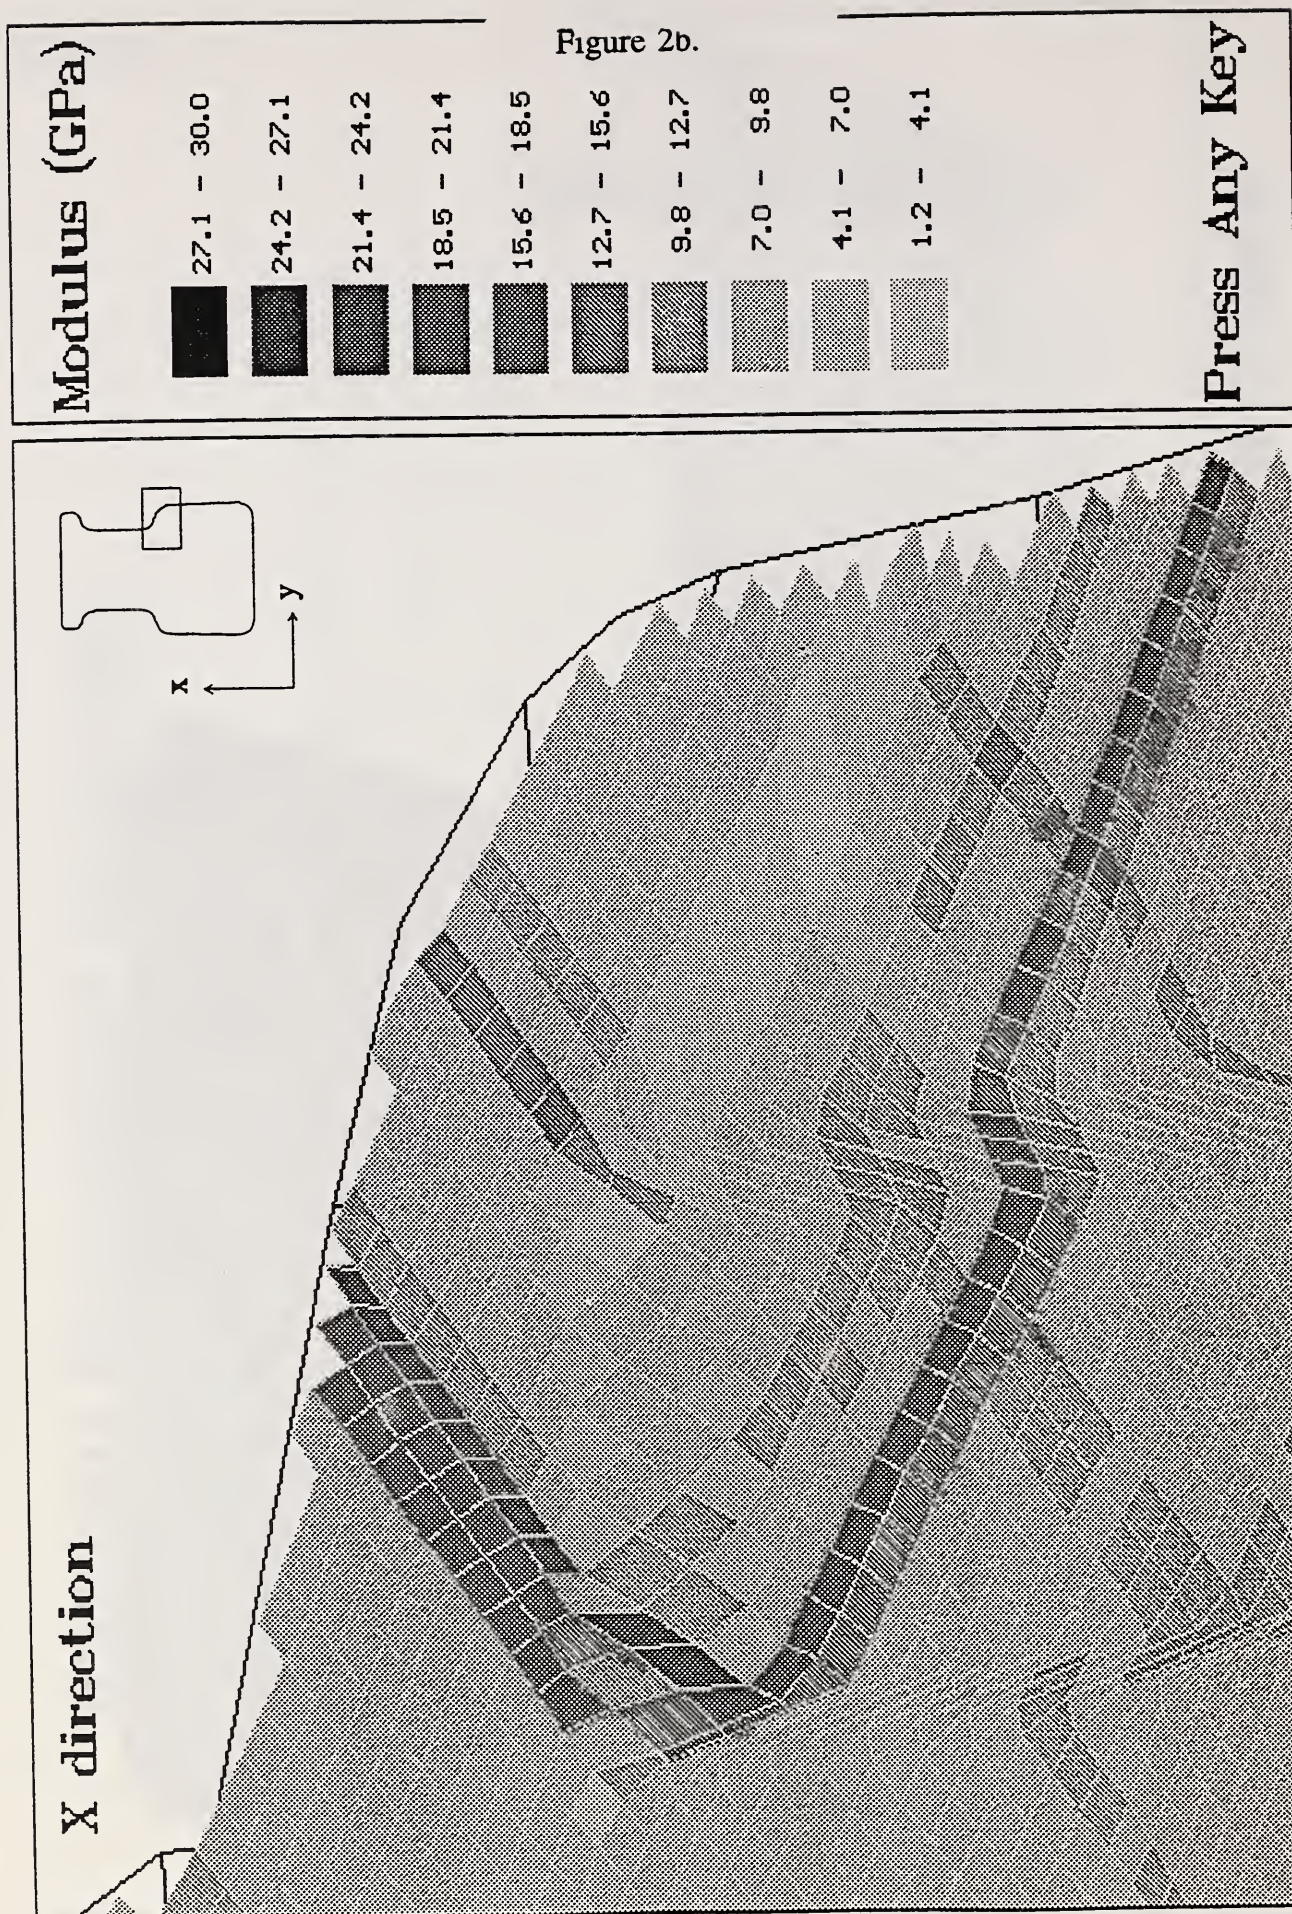 Figure 2b.
X direction
x
y
Modulus (GPa)
27.1 - 30.0
24.2 - 27.1
21.4 - 24.2
18.5 - 21.4
15.6 - 18.5
12.7 - 15.6
9.8 - 12.7
7.0 - 9.8
4.1 - 7.0
1.2 - 4.1
Press Any Key